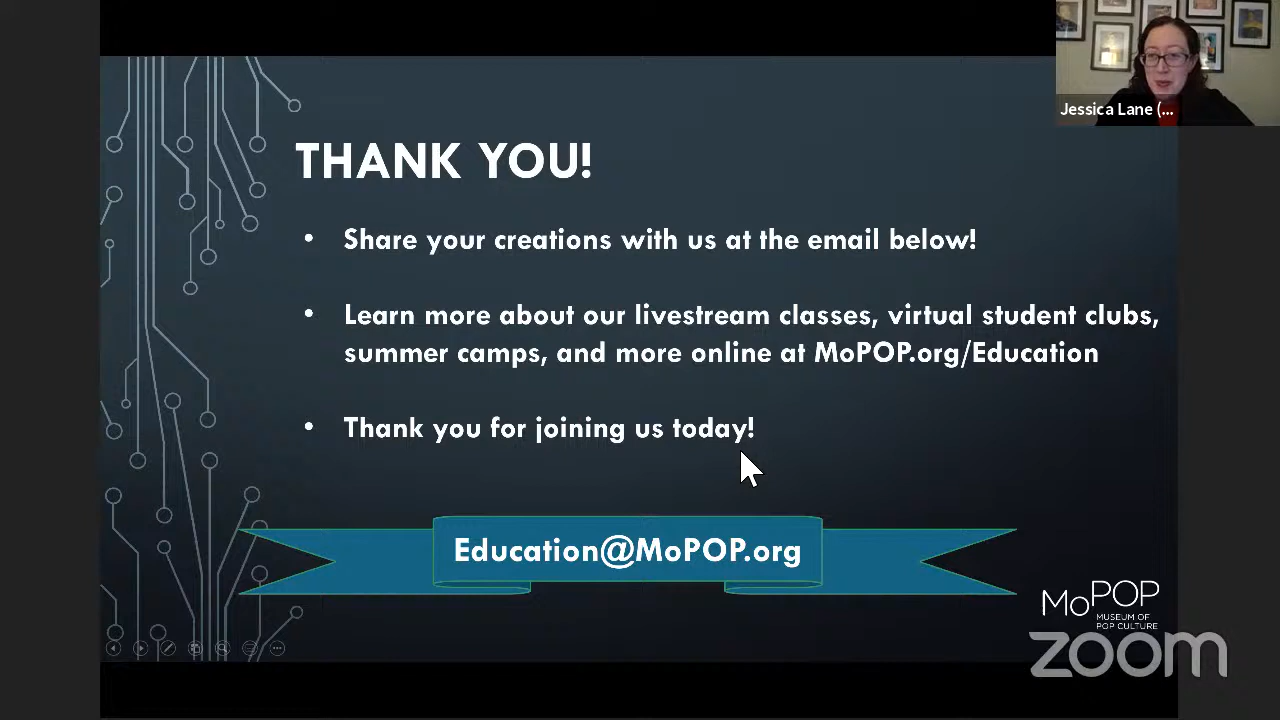 Jessica Lane (...
THANK YOU!
• Share your creations with us at the email below!
• Learn more about our livestream classes, virtual student clubs,
summer camps, and more online at MoPOP.org/Education
• Thank you for joining us today!
Education@MoPOP.org
MoPOP
MUSEUM OF
POP CULTURE
zoom